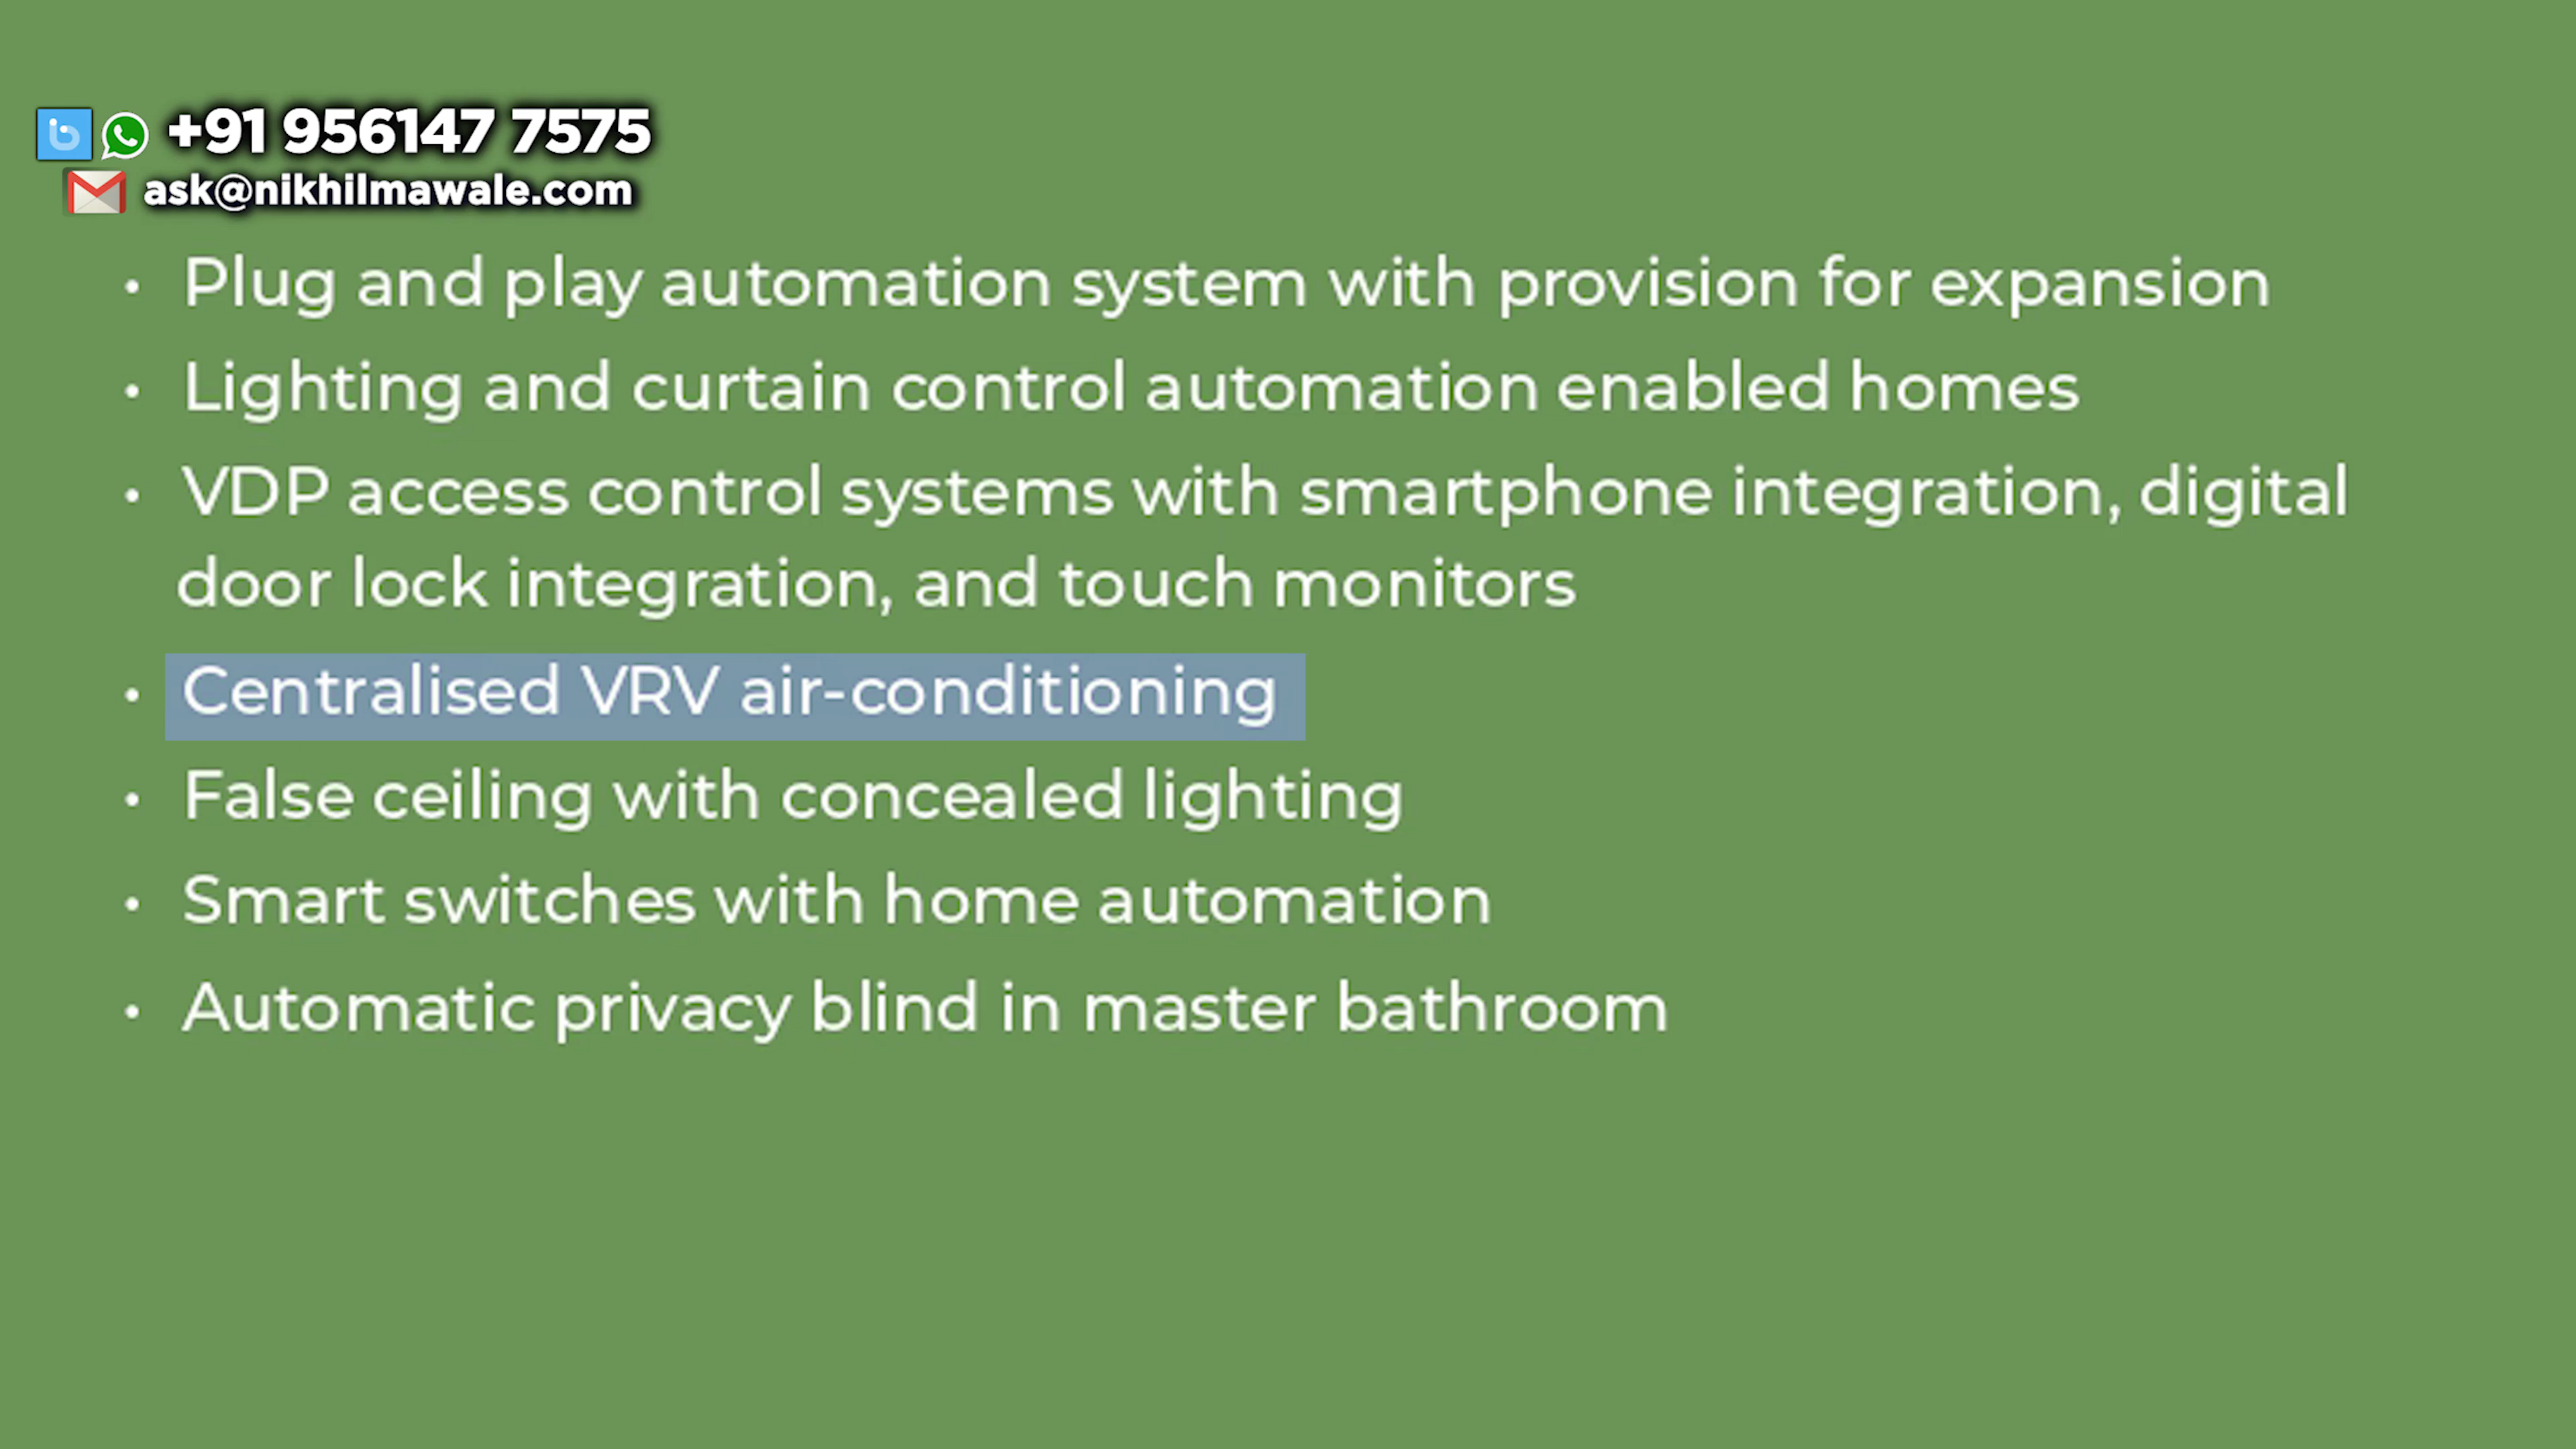 +91 956147 7575
ask@nikhilmawale.com
• Plug and play automation system with provision for expansion
• Lighting and curtain control automation enabled homes
• VDP access control systems with smartphone integration, digital
door lock integration, and touch monitors
• Centralised VRV air-conditioning
• False ceiling with concealed lighting
• Smart switches with home automation
• Automatic privacy blind in master bathroom